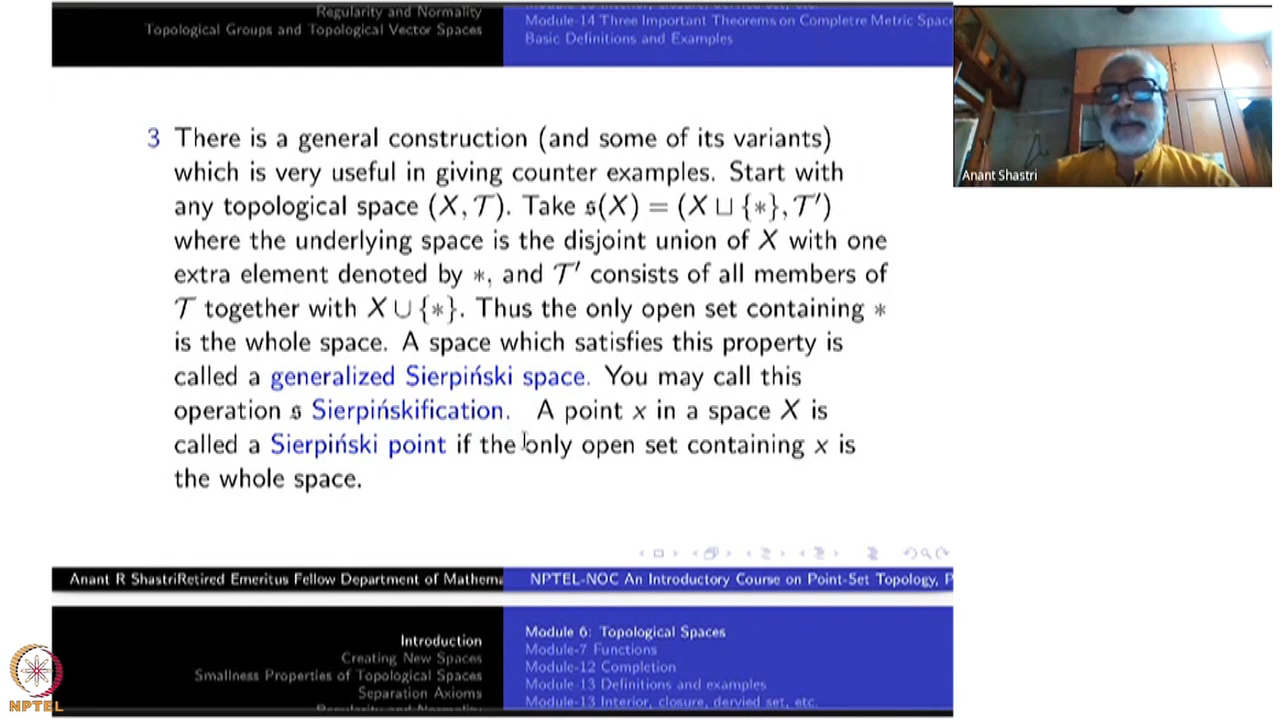 Regularity and Normality
Topological Groups and Topological Vector Spaces
Module-14 Three Important Theorems on Completre Metric Space
Basic Definitions and Examples
Anant Shastri
3 There is a general construction (and some of its variants)
which is very useful in giving counter examples. Start with
any topological space (X, 𝒯). Take 𝔰(X) = (X ⊔ {*}, 𝒯′)
where the underlying space is the disjoint union of X with one
extra element denoted by *, and 𝒯′ consists of all members of
𝒯 together with X ∪ {*}. Thus the only open set containing *
is the whole space. A space which satisfies this property is
called a generalized Sierpiński space. You may call this
operation 𝔰 Sierpińskification. A point x in a space X is
called a Sierpiński point if the only open set containing x is
the whole space.
Anant R ShastriRetired Emeritus Fellow Department of Mathema
NPTEL-NOC An Introductory Course on Point-Set Topology, P
Introduction
Creating New Spaces
Smallness Properties of Topological Spaces
Separation Axioms
Regularity and Normality
Module 6: Topological Spaces
Module-7 Functions
Module-12 Completion
Module-13 Definitions and examples
Module-13 Interior, closure, dervied set, etc.
NPTEL